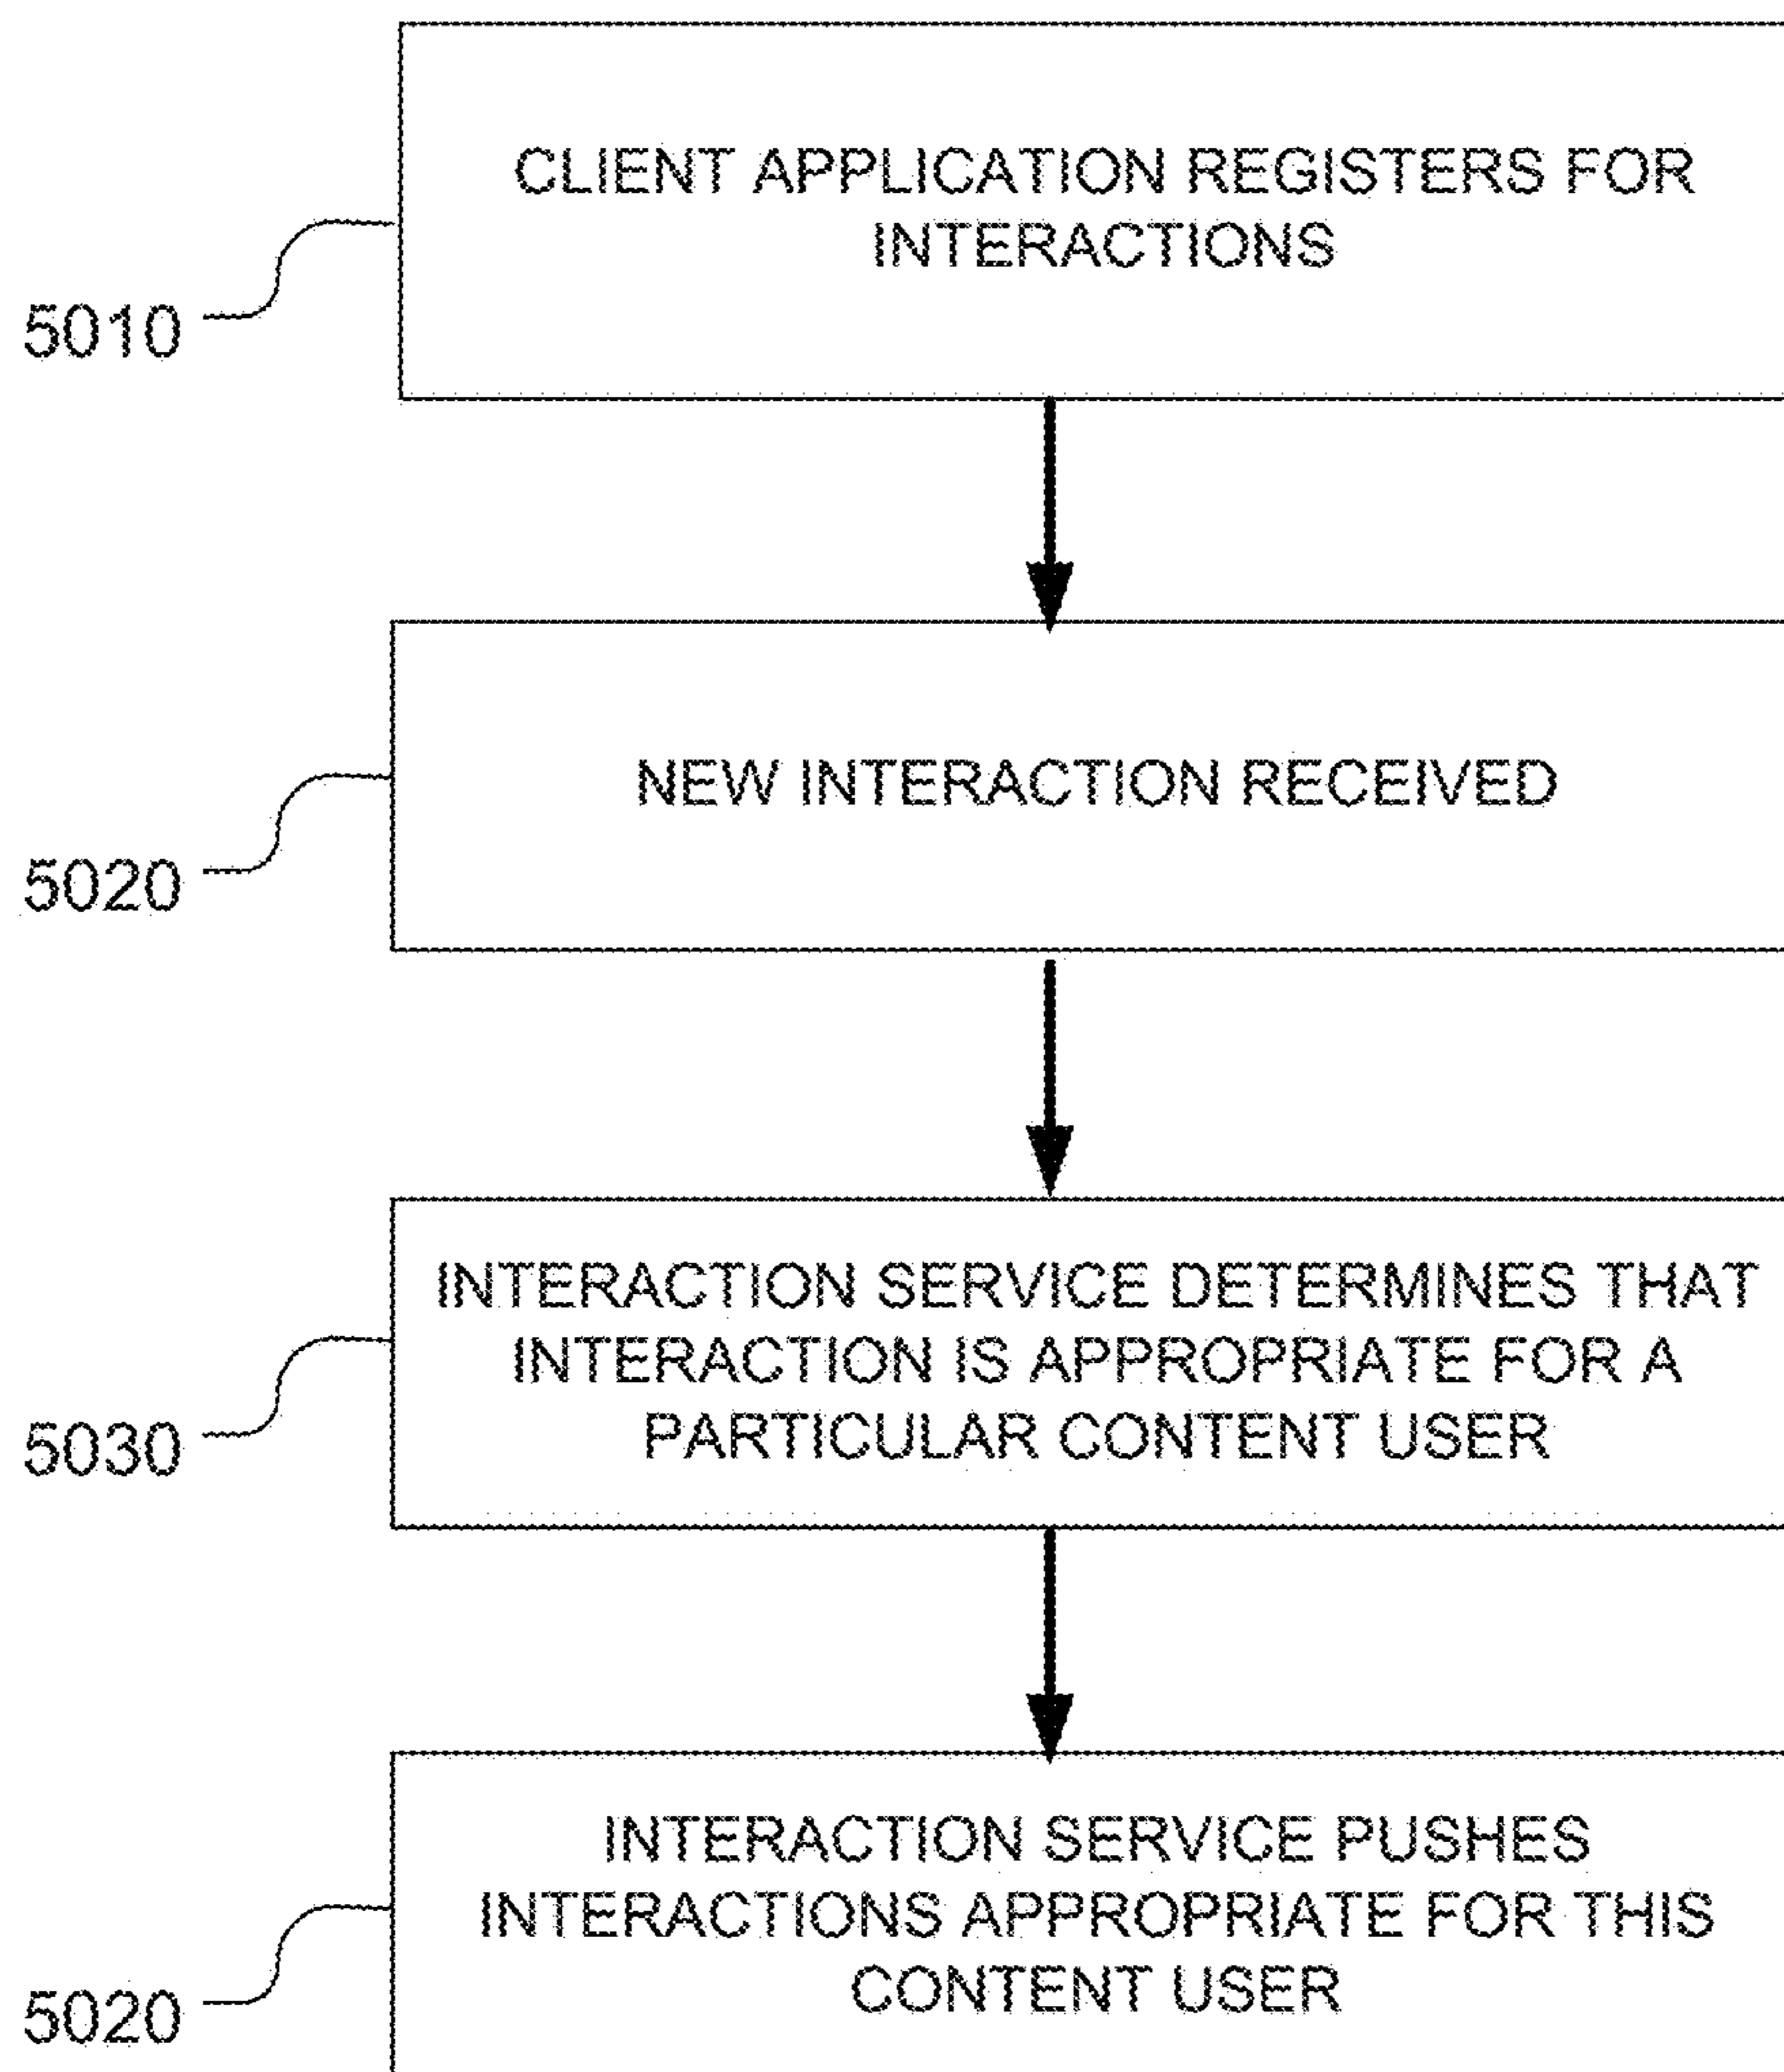 CLIENT APPLICATION REGISTERS FOR
INTERACTIONS
5010
NEW INTERACTION RECEIVED
5020
INTERACTION SERVICE DETERMINES THAT
INTERACTION IS APPROPRIATE FOR A
PARTICULAR CONTENT USER
5030
INTERACTION SERVICE PUSHES
INTERACTIONS APPROPRIATE FOR THIS
CONTENT USER
5020